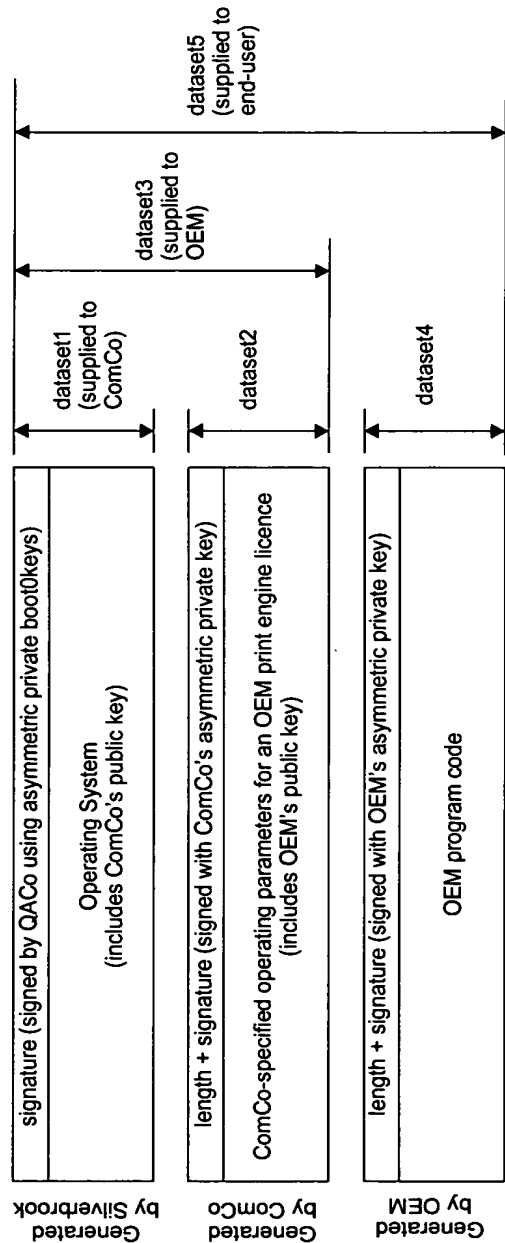 Generated
by Silverbrook
signature (signed by QACo using asymmetric private boot0keys)
Operating System
(includes ComCo's public key)
dataset1
(supplied to
ComCo)
dataset3
(supplied to
OEM)
dataset5
(supplied to
end-user)
Generated
by ComCo
length + signature (signed with ComCo's asymmetric private key)
ComCo-specified operating parameters for an OEM print engine licence
(includes OEM's public key)
dataset2
Generated
by OEM
length + signature (signed with OEM's asymmetric private key)
OEM program code
dataset4